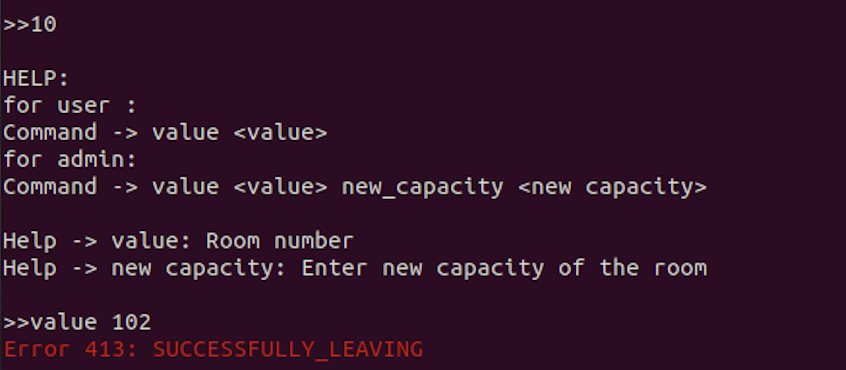 >>10
HELP:
for user :
Command -> value <value>
for admin:
Command -> value <value> new_capacity <new capacity>
Help -> value: Room number
Help -> new capacity: Enter new capacity of the room
>>value 102
Error 413: SUCCESSFULLY_LEAVING